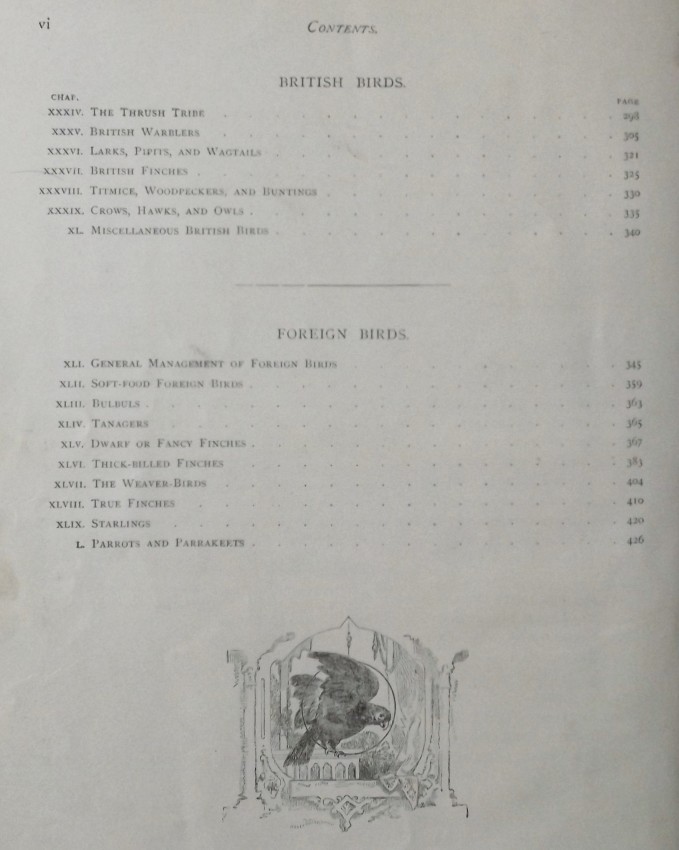 vi CONTENTS.
BRITISH BIRDS.
CHAP. PAGE
XXXIV. THE THRUSH TRIBE . . . . . . . . . . . . . . 298
XXXV. BRITISH WARBLERS . . . . . . . . . . . . . . 305
XXXVI. LARKS, PIPITS, AND WAGTAILS . . . . . . . . . . . . . 321
XXXVII. BRITISH FINCHES . . . . . . . . . . . . . . 325
XXXVIII. TITMICE, WOODPECKERS, AND BUNTINGS . . . . . . . . . . . 330
XXXIX. CROWS, HAWKS, AND OWLS . . . . . . . . . . . . . 335
XL. MISCELLANEOUS BRITISH BIRDS . . . . . . . . . . . . 340
FOREIGN BIRDS.
XLI. GENERAL MANAGEMENT OF FOREIGN BIRDS . . . . . . . . . . 345
XLII. SOFT-FOOD FOREIGN BIRDS . . . . . . . . . . . . . 359
XLIII. BULBULS . . . . . . . . . . . . . . . 363
XLIV. TANAGERS . . . . . . . . . . . . . . . 365
XLV. DWARF OR FANCY FINCHES . . . . . . . . . . . . . 367
XLVI. THICK-BILLED FINCHES . . . . . . . . . . . . . 383
XLVII. THE WEAVER-BIRDS . . . . . . . . . . . . . . 404
XLVIII. TRUE FINCHES . . . . . . . . . . . . . . 410
XLIX. STARLINGS . . . . . . . . . . . . . . . 420
L. PARROTS AND PARRAKEETS . . . . . . . . . . . . . 426